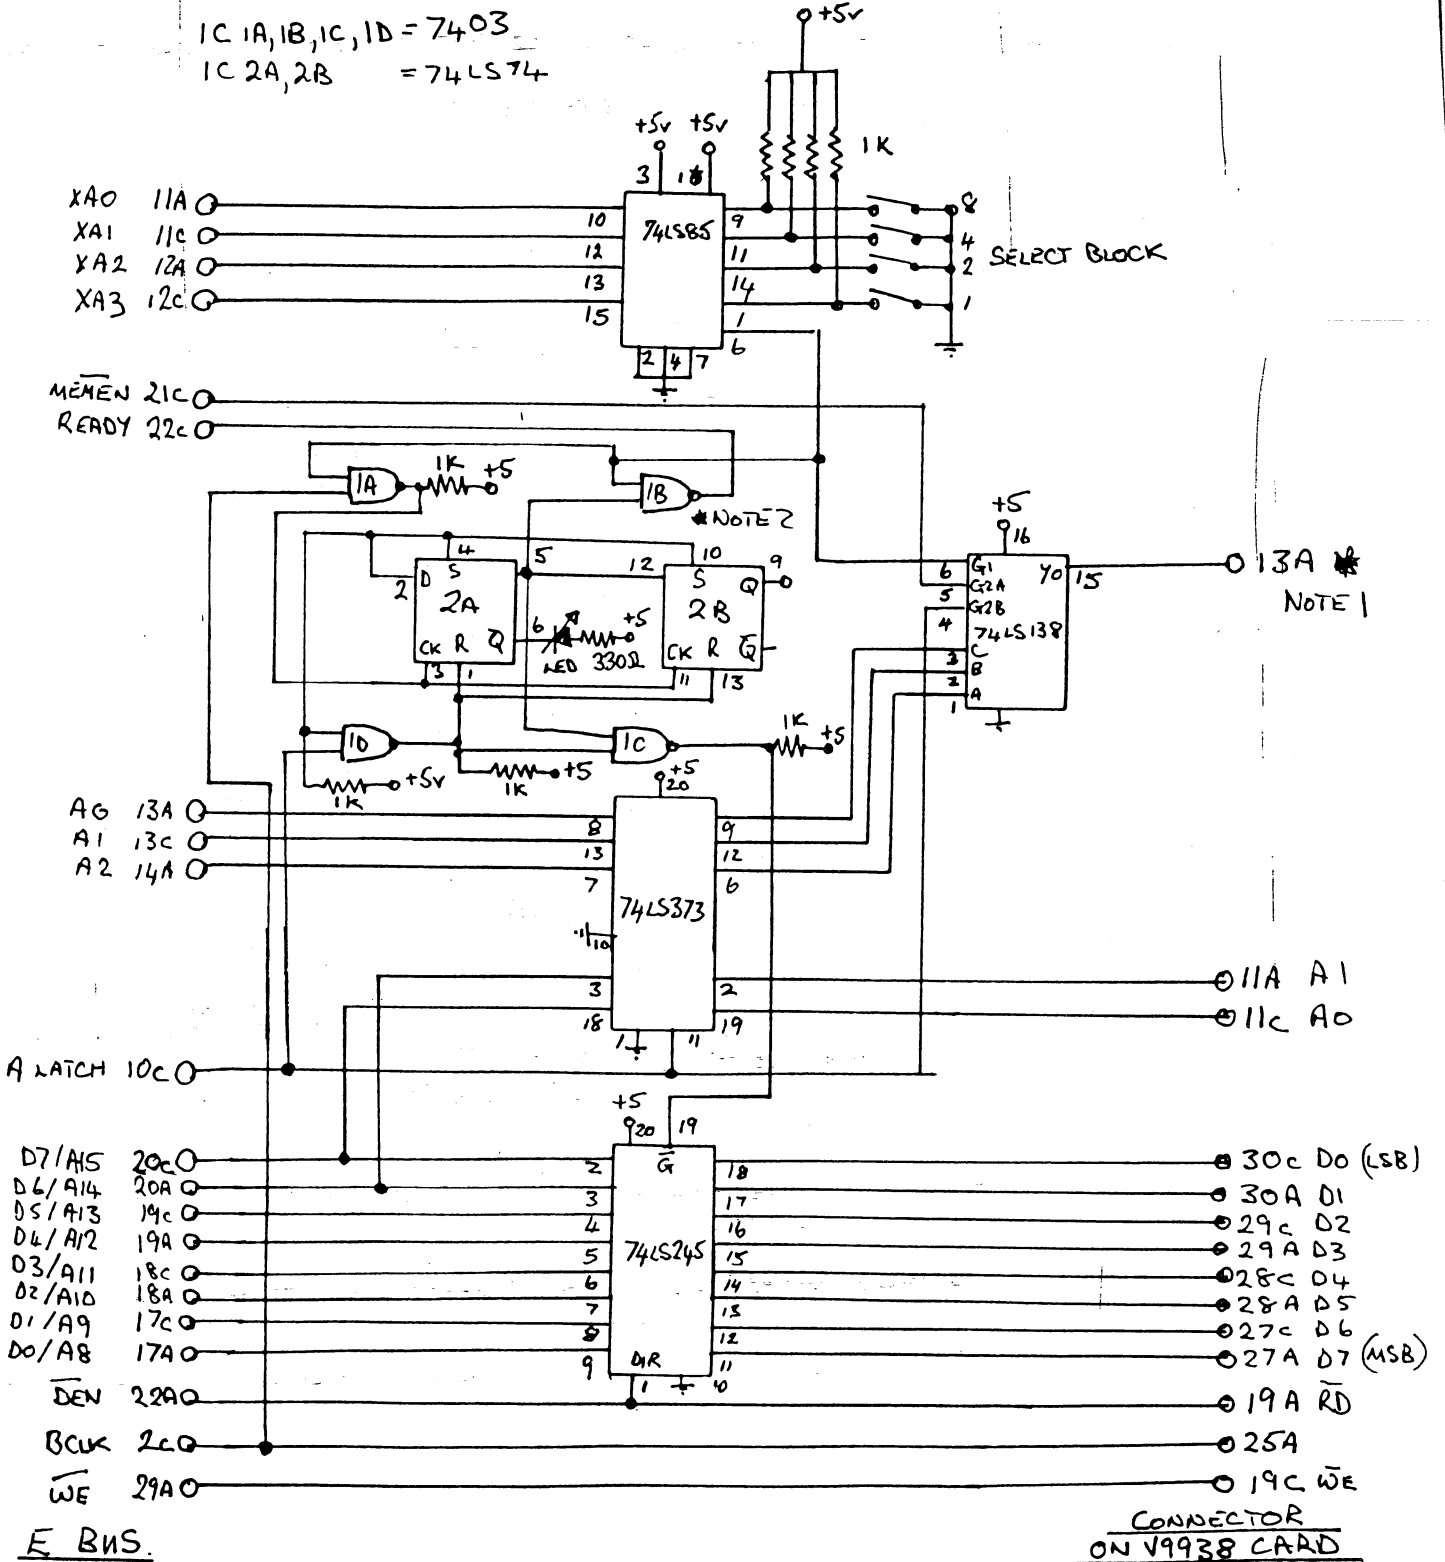 IC 1A,1B,1C,1D = 7403
IC 2A,2B = 74LS74
+5v
+5v +5v
1K
3
XA0 11A
10
74LS85
9
8
XA1 11C
12
11
4
SELECT BLOCK
XA2 12A
13
14
2
XA3 12C
15
1
1
6
2 4 7
MEMEN 21C
READY 22C
1A
1K
+5
1B
*NOTE 2
+5
16
4
5
12
10
9
2
D S
2A
CK R Q
3 1
6
LED
330Ω
+5
S
Q
2B
CK R Q
11
13
6
G1
Y0
15
13A *
NOTE 1
5
G2A
4
G2B
74LS138
3
C
2
B
1
A
1D
1C
1K
+5
1K
+5v
1K
+5
+5
20
A0 13A
8
9
A1 13C
13
12
A2 14A
7
6
74LS373
10
3
2
11A A1
18
19
11C A0
1
11
A LATCH 10C
+5
20
19
D7/A15 20C
2
G
18
30C D0 (LSB)
D6/A14 20A
3
17
30A D1
D5/A13 19C
4
16
29C D2
D4/A12 19A
5
74LS245
15
29A D3
D3/A11 18C
6
14
28C D4
D2/A10 18A
7
13
28A D5
D1/A9 17C
8
12
27C D6
D0/A8 17A
9
DIR
11
27A D7 (MSB)
1
10
DEN 22A
19A RD
BCLK 2C
25A
WE 29A
19C WE
E BUS.
CONNECTOR
ON V9938 CARD